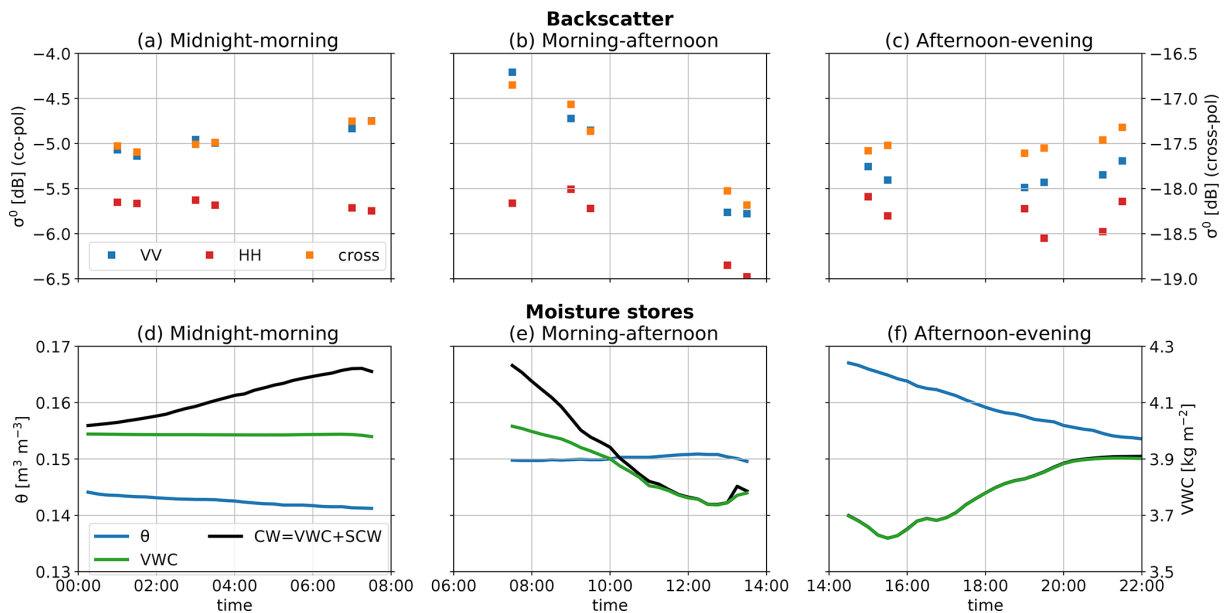 Backscatter
(a) Midnight-morning
(b) Morning-afternoon
(c) Afternoon-evening
σ⁰ [dB] (co-pol)
−4.0
−4.5
−5.0
−5.5
−6.0
−6.5
VV
HH
cross
−16.5
−17.0
−17.5
−18.0
−18.5
−19.0
σ⁰ [dB] (cross-pol)
Moisture stores
(d) Midnight-morning
(e) Morning-afternoon
(f) Afternoon-evening
θ [m³ m⁻³]
0.17
0.16
0.15
0.14
0.13
θ
VWC
CW=VWC+SCW
4.3
4.1
3.9
3.7
3.5
VWC [kg m⁻²]
00:00 02:00 04:00 06:00 08:00
06:00 08:00 10:00 12:00 14:00
14:00 16:00 18:00 20:00 22:00
time
time
time